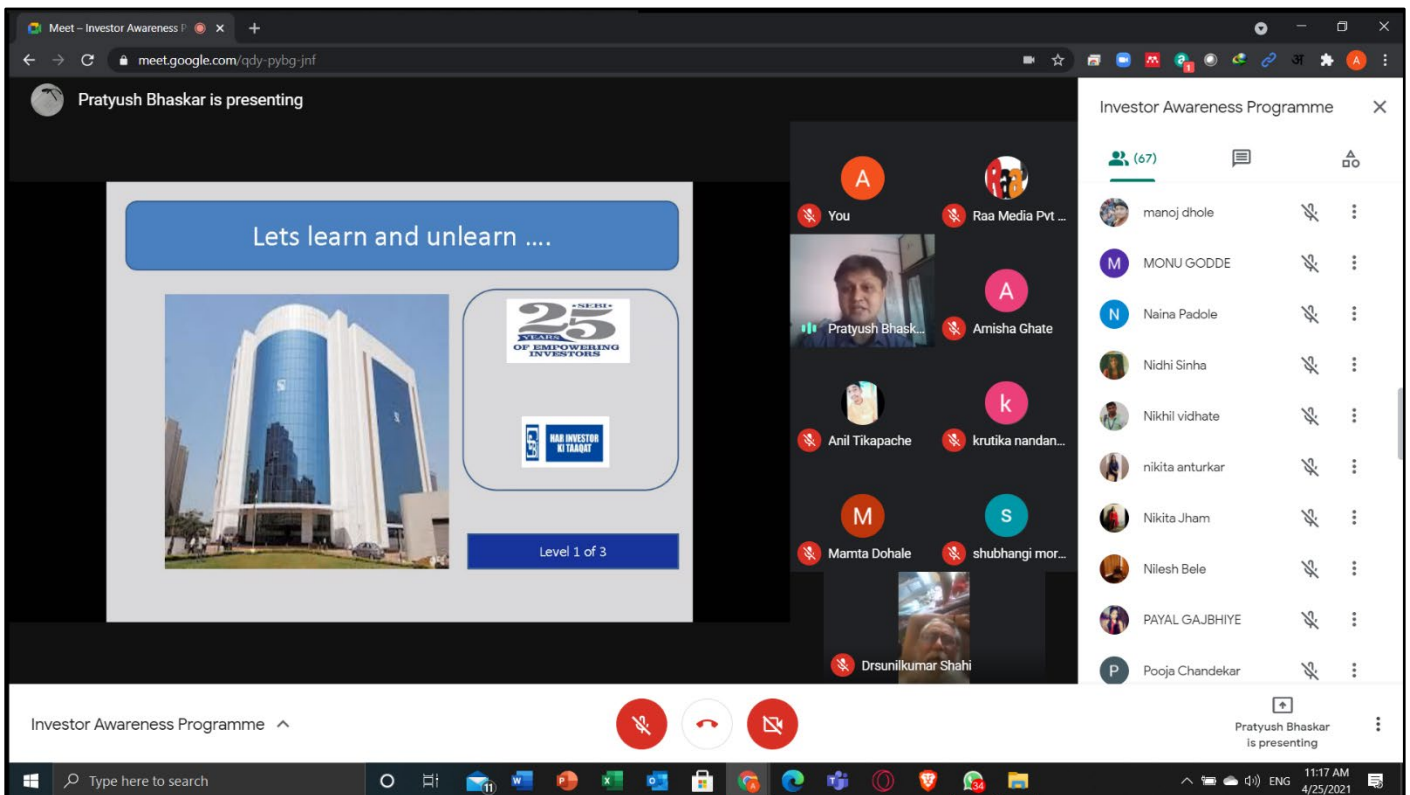 Meet – Investor Awareness P
meet.google.com/qdy-pybg-jnf
अ
A
Pratyush Bhaskar is presenting
Lets learn and unlearn ....
•SEBI•
25
YEARS
OF EMPOWERING
INVESTORS
HAR INVESTOR
KI TAAQAT
S
S
Level 1 of 3
A
You
Raa
Raa Media Pvt ...
Pratyush Bhask...
A
Amisha Ghate
Anil Tikapache
k
krutika nandan...
M
Mamta Dohale
s
shubhangi mor...
Drsunilkumar Shahi
Investor Awareness Programme
(67)
manoj dhole
M
MONU GODDE
N
Naina Padole
Nidhi Sinha
Nikhil vidhate
nikita anturkar
Nikita Jham
Nilesh Bele
PAYAL GAJBHIYE
P
Pooja Chandekar
Investor Awareness Programme
Pratyush Bhaskar
is presenting
Type here to search
11
34
ENG
11:17 AM
4/25/2021